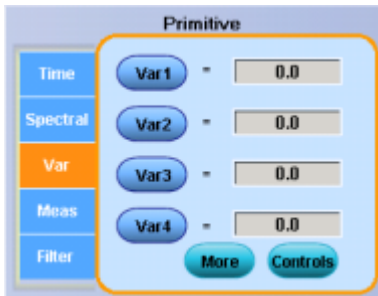 Primitive
Time
Var1 = 0.0
Spectral
Var2 = 0.0
Var
Var3 = 0.0
Meas
Var4 = 0.0
Filter
More Controls